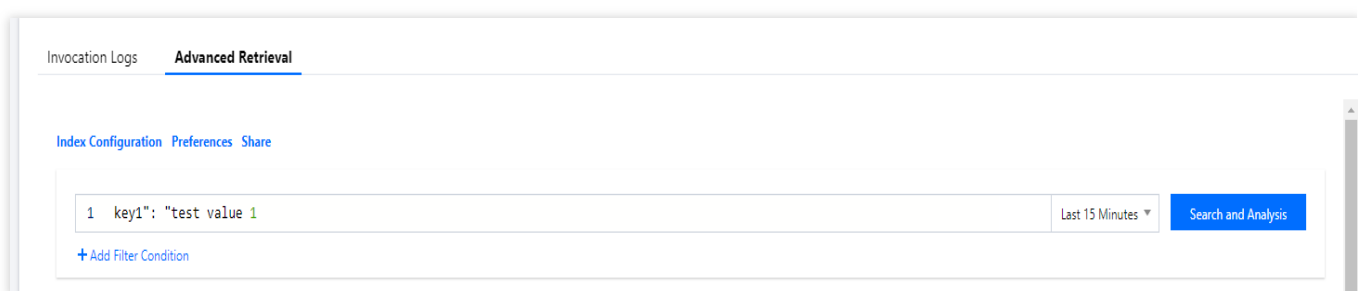 Invocation Logs Advanced Retrieval
Index Configuration Preferences Share
1 key1": "test value 1 Last 15 Minutes Search and Analysis
+ Add Filter Condition